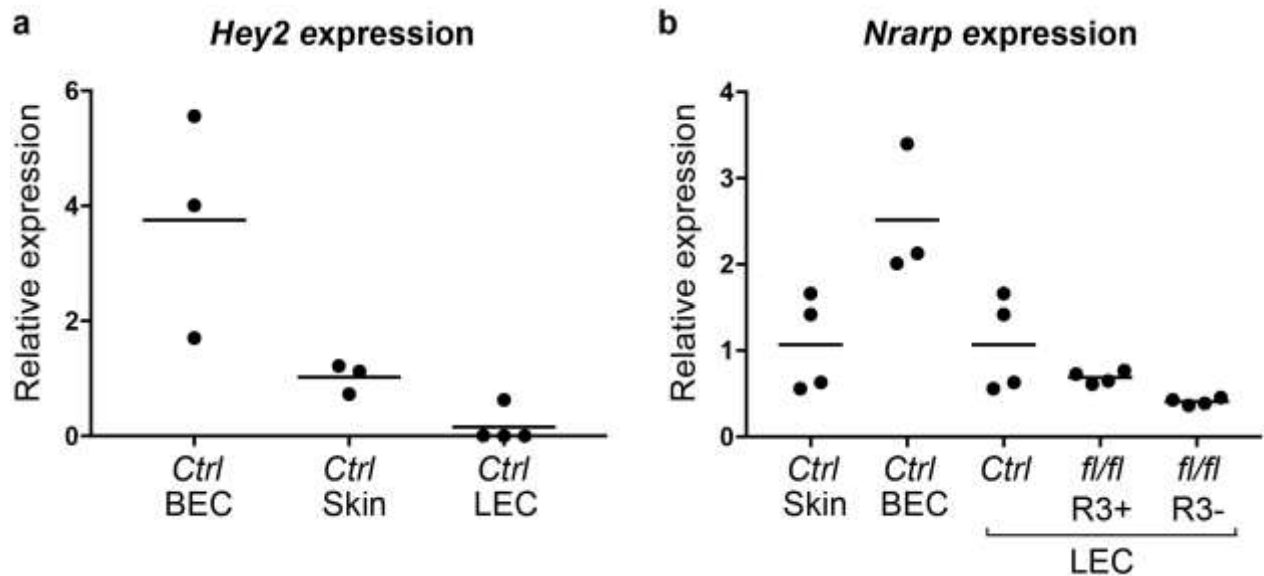 a
Hey2 expression
Relative expression
6
4
2
0
Ctrl BEC
Ctrl Skin
Ctrl LEC
b
Nrarp expression
Relative expression
4
3
2
1
0
Ctrl Skin
Ctrl BEC
Ctrl
fl/fl R3+
fl/fl R3-
LEC